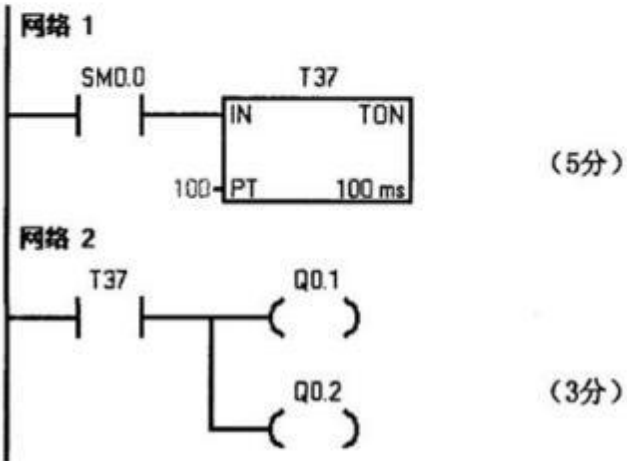 网络 1
SM0.0 T37
IN TON
(5分)
100 PT 100 ms
网络 2
T37 Q0.1
Q0.2 (3分)